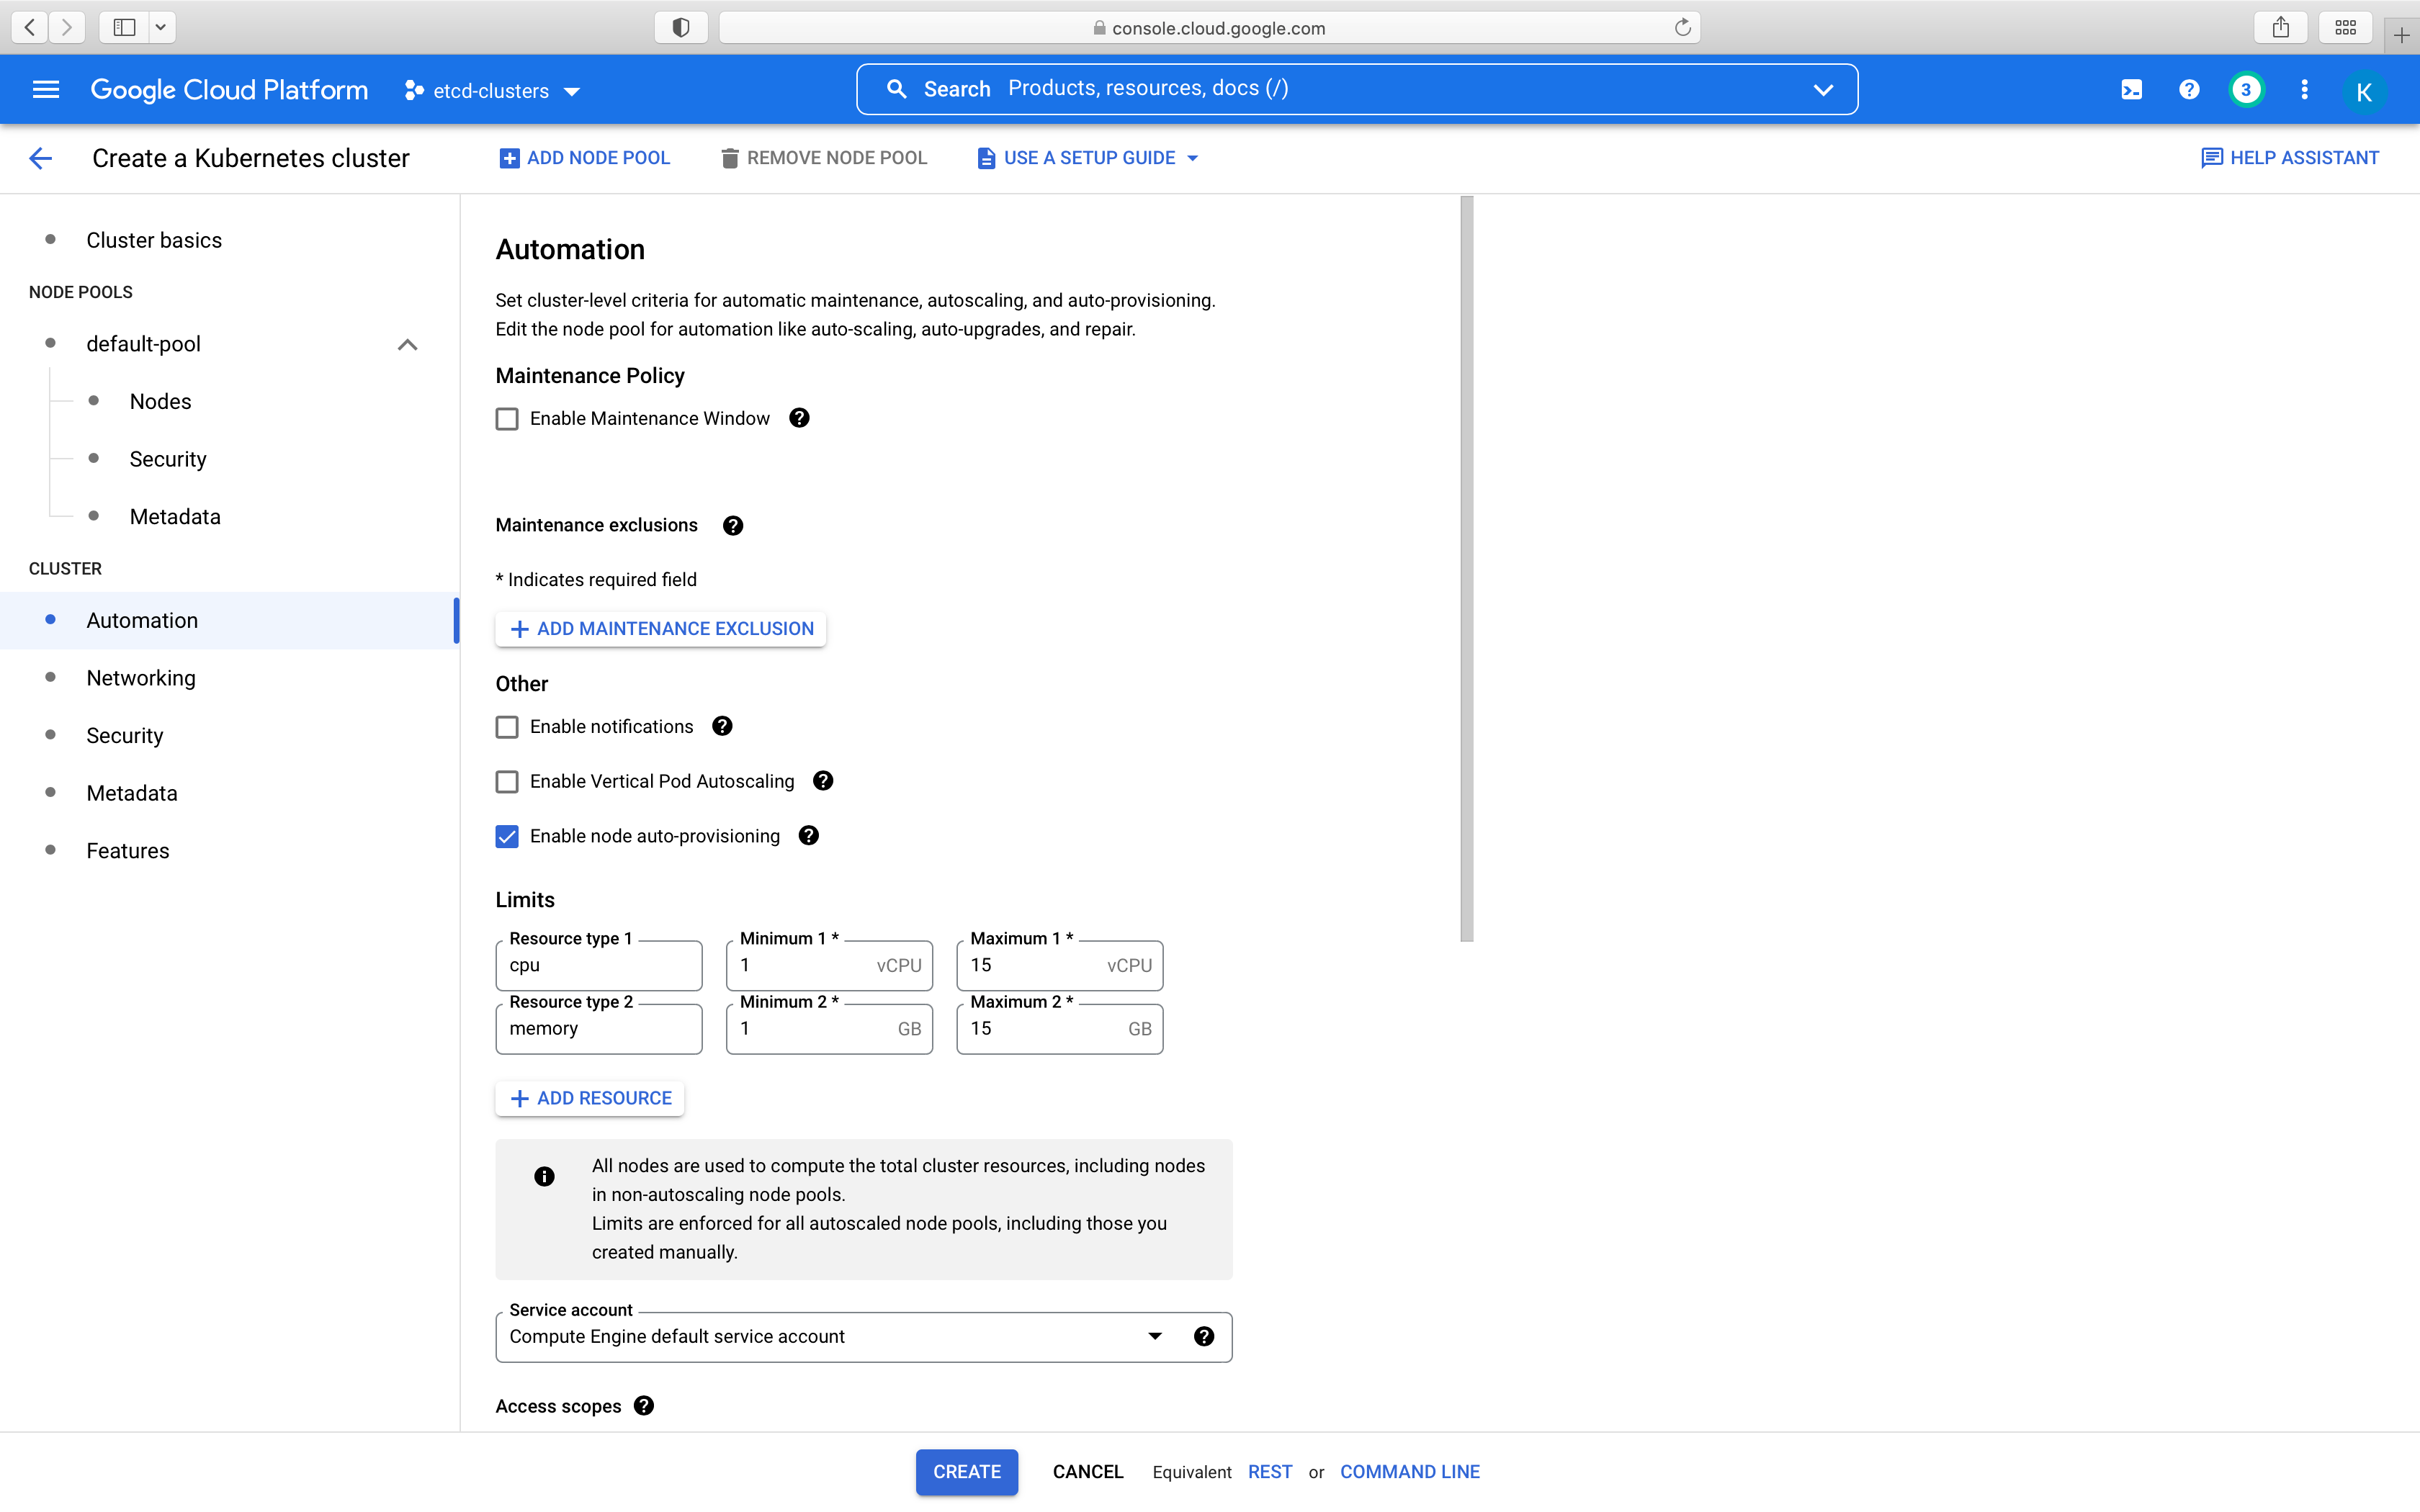 console.cloud.google.com
Google Cloud Platform
etcd-clusters
Search Products, resources, docs (/)
3
K
Create a Kubernetes cluster
ADD NODE POOL
REMOVE NODE POOL
USE A SETUP GUIDE
HELP ASSISTANT
Cluster basics
NODE POOLS
default-pool
Nodes
Security
Metadata
CLUSTER
Automation
Networking
Security
Metadata
Features
Automation
Set cluster-level criteria for automatic maintenance, autoscaling, and auto-provisioning.
Edit the node pool for automation like auto-scaling, auto-upgrades, and repair.
Maintenance Policy
Enable Maintenance Window
Maintenance exclusions
* Indicates required field
+ ADD MAINTENANCE EXCLUSION
Other
Enable notifications
Enable Vertical Pod Autoscaling
Enable node auto-provisioning
Limits
Resource type 1
cpu
Minimum 1 *
1 vCPU
Maximum 1 *
15 vCPU
Resource type 2
memory
Minimum 2 *
1 GB
Maximum 2 *
15 GB
+ ADD RESOURCE
All nodes are used to compute the total cluster resources, including nodes
in non-autoscaling node pools.
Limits are enforced for all autoscaled node pools, including those you
created manually.
Service account
Compute Engine default service account
Access scopes
CREATE
CANCEL
Equivalent REST or COMMAND LINE